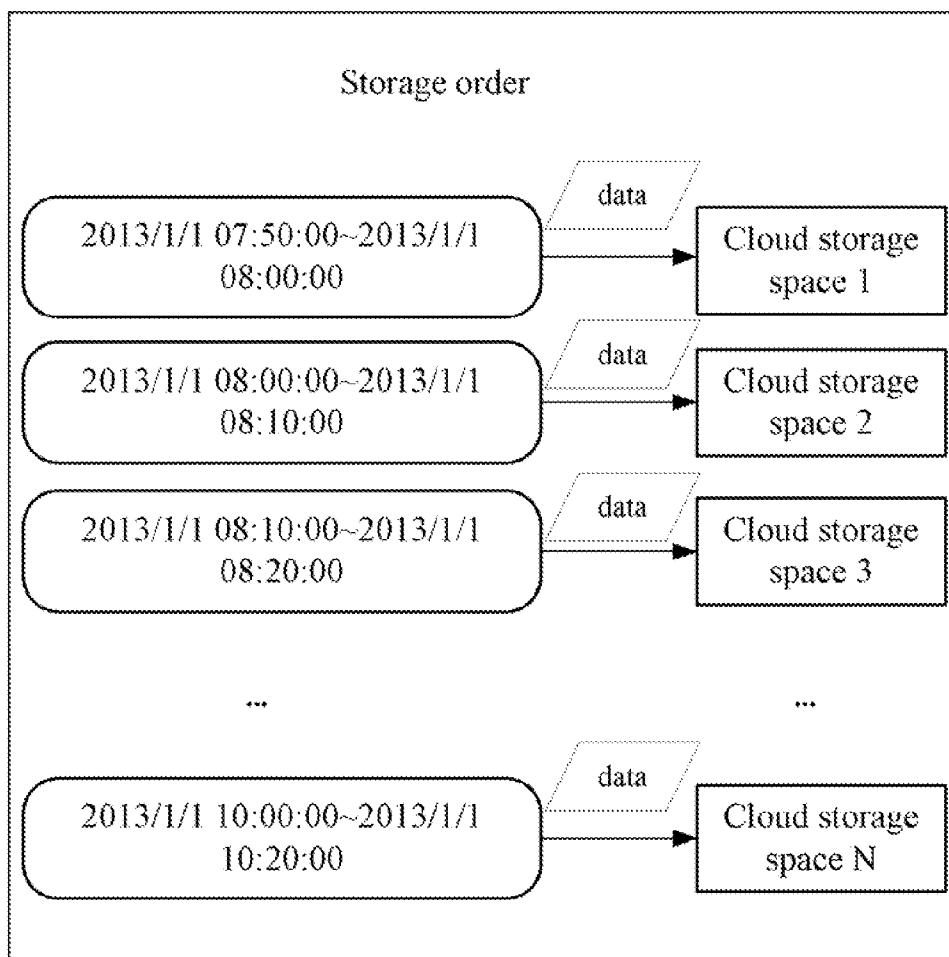 Storage order
data
2013/1/1 07:50:00~2013/1/1
08:00:00
Cloud storage
space 1
data
2013/1/1 08:00:00~2013/1/1
08:10:00
Cloud storage
space 2
data
2013/1/1 08:10:00~2013/1/1
08:20:00
Cloud storage
space 3
...
...
data
2013/1/1 10:00:00~2013/1/1
10:20:00
Cloud storage
space N